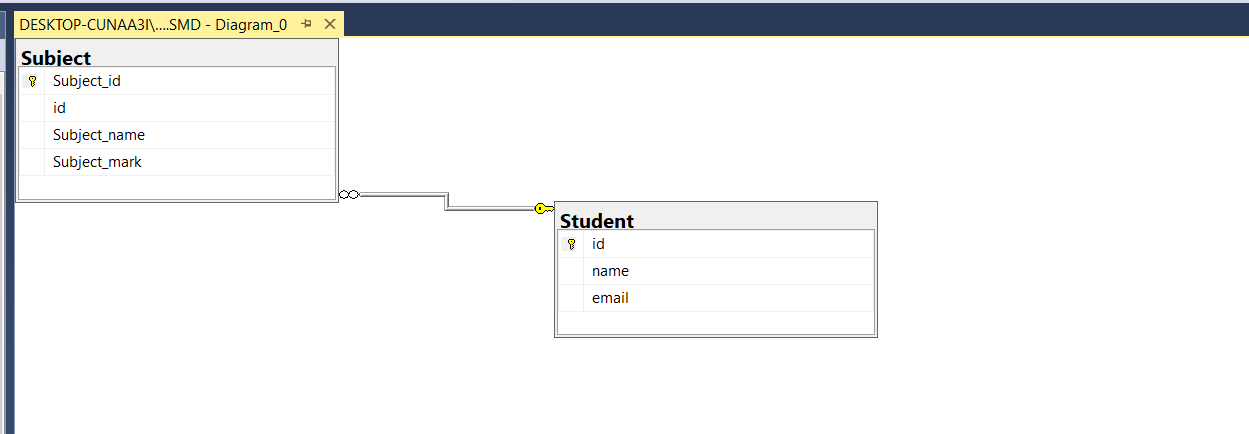 DESKTOP-CUNAA3I\....SMD - Diagram_0
Subject
Subject_id
id
Subject_name
Subject_mark
Student
id
name
email